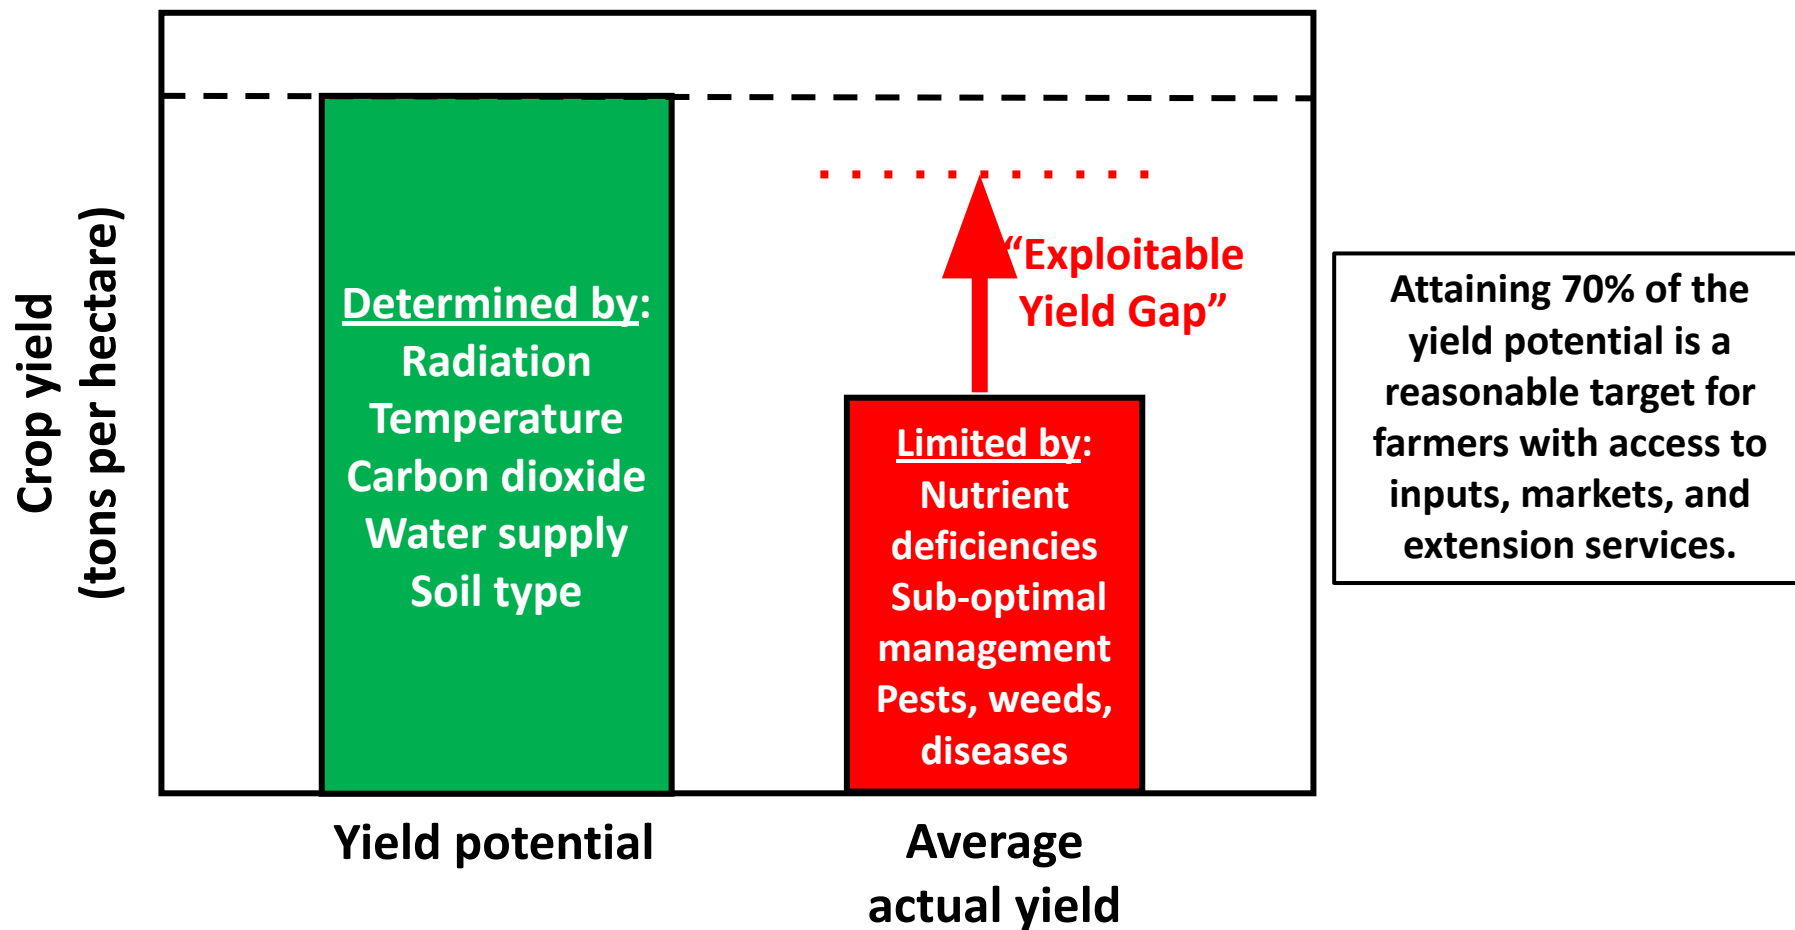 Crop yield
(tons per hectare)
Determined by:
Radiation
Temperature
Carbon dioxide
Water supply
Soil type
“Exploitable
Yield Gap”
Limited by:
Nutrient
deficiencies
Sub-optimal
management
Pests, weeds,
diseases
Attaining 70% of the
yield potential is a
reasonable target for
farmers with access to
inputs, markets, and
extension services.
Yield potential
Average
actual yield